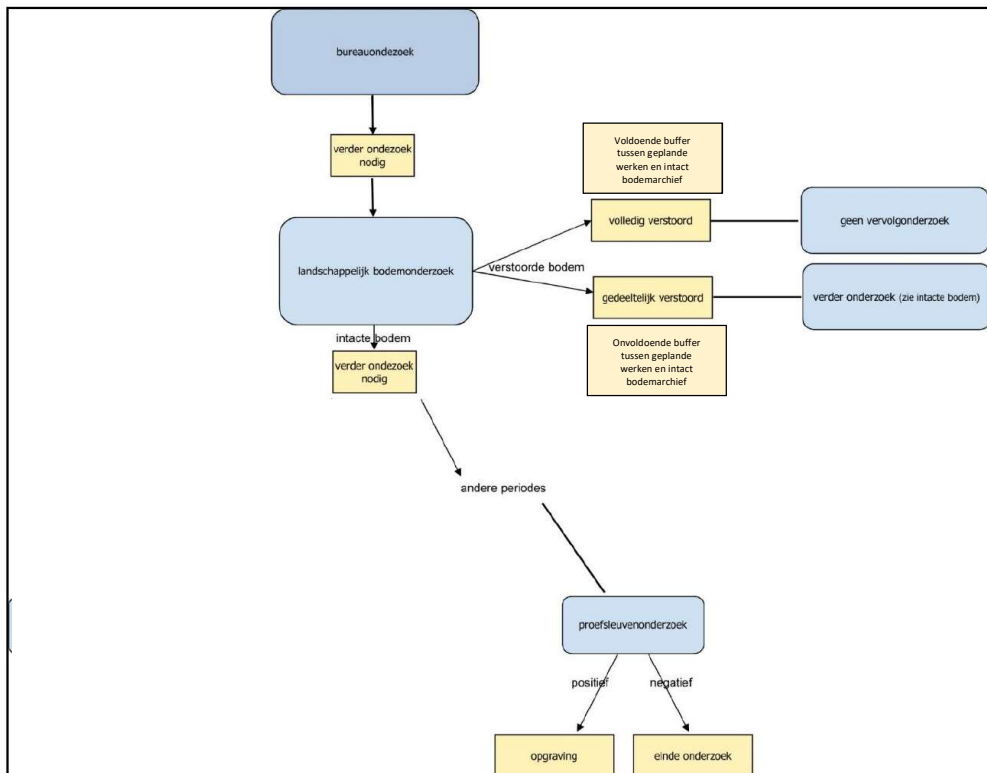 bureauondezoek
verder ondezoek
nodig
Voldoende buffer
tussen geplande
werken en intact
bodemarchief
volledig verstoord
geen vervolgonderzoek
landschappelijk bodemonderzoek
verstoorde bodem
gedeeltelijk verstoord
verder onderzoek (zie intacte bodem)
intacte bodem
verder ondezoek
nodig
Onvoldoende buffer
tussen geplande
werken en intact
bodemarchief
andere periodes
proefsleuvenonderzoek
positief
negatief
opgraving
einde onderzoek